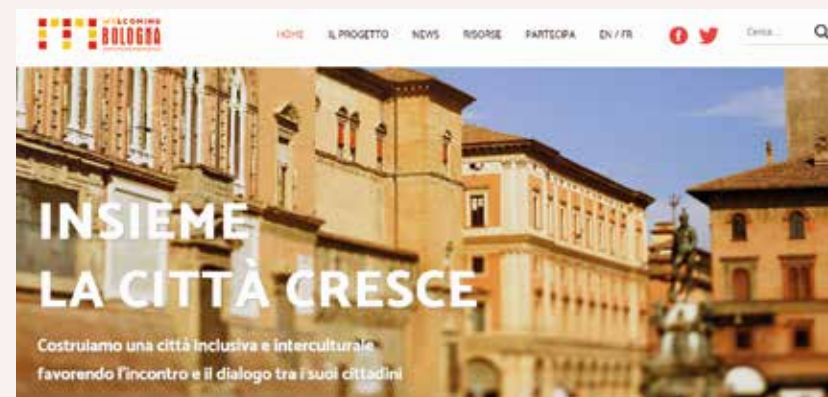 WELCOMING
BOLOGNA
HOME IL PROGETTO NEWS RISORSE PARTECIPA EN / FR Cerca ...
INSIEME
LA CITTÀ CRESCE
Costruiamo una città inclusiva e interculturale
favorendo l'incontro e il dialogo tra i suoi cittadini